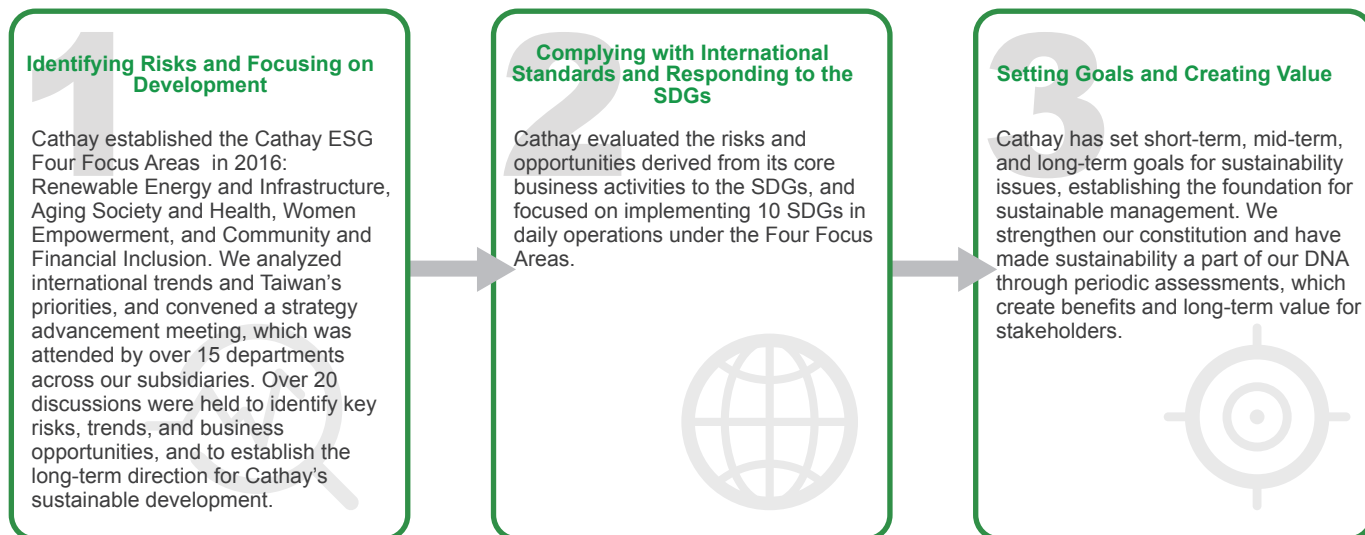 1
Identifying Risks and Focusing on
Development
Cathay established the Cathay ESG
Four Focus Areas in 2016:
Renewable Energy and Infrastructure,
Aging Society and Health, Women
Empowerment, and Community and
Financial Inclusion. We analyzed
international trends and Taiwan's
priorities, and convened a strategy
advancement meeting, which was
attended by over 15 departments
across our subsidiaries. Over 20
discussions were held to identify key
risks, trends, and business
opportunities, and to establish the
long-term direction for Cathay's
sustainable development.
2
Complying with International
Standards and Responding to the
SDGs
Cathay evaluated the risks and
opportunities derived from its core
business activities to the SDGs, and
focused on implementing 10 SDGs in
daily operations under the Four Focus
Areas.
3
Setting Goals and Creating Value
Cathay has set short-term, mid-term,
and long-term goals for sustainability
issues, establishing the foundation for
sustainable management. We
strengthen our constitution and have
made sustainability a part of our DNA
through periodic assessments, which
create benefits and long-term value for
stakeholders.